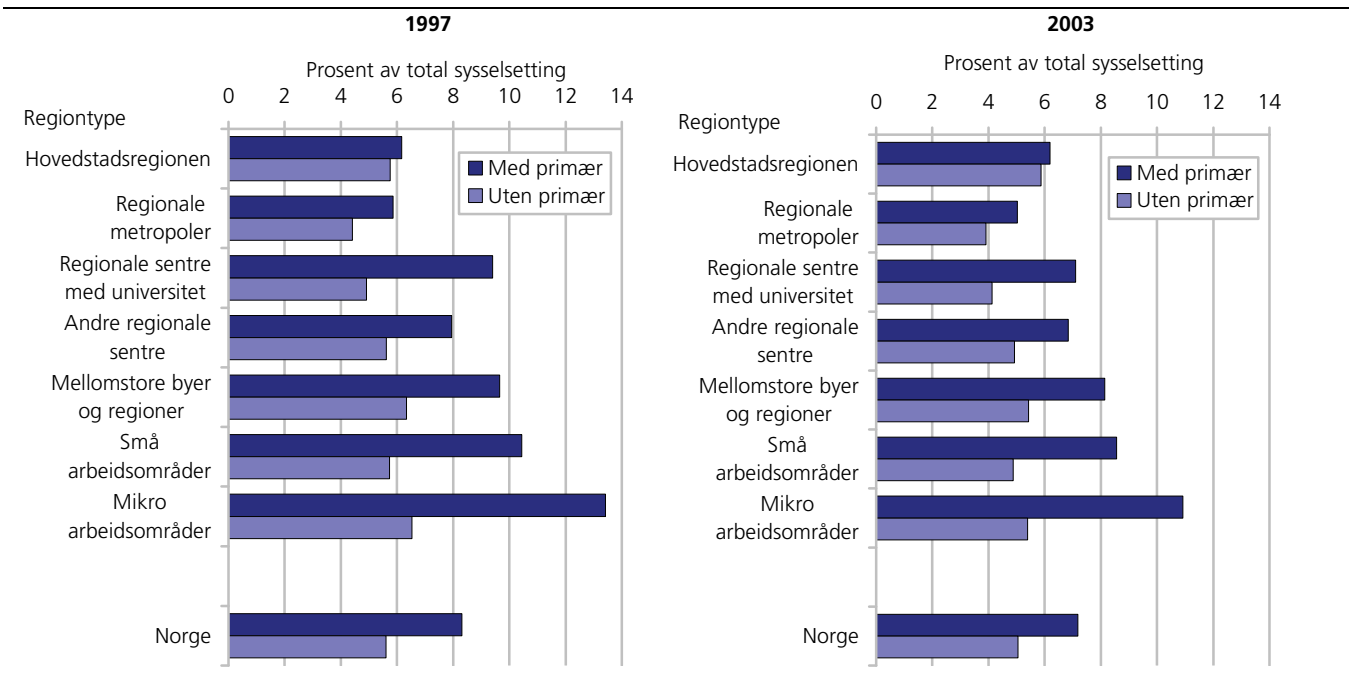 1997
Prosent av total sysselsetting
0 2 4 6 8 10 12 14
Regiontype
Hovedstadsregionen
Regionale
metropoler
Regionale sentre
med universitet
Andre regionale
sentre
Mellomstore byer
og regioner
Små
arbeidsområder
Mikro
arbeidsområder
Norge
Med primær
Uten primær
2003
Prosent av total sysselsetting
0 2 4 6 8 10 12 14
Regiontype
Hovedstadsregionen
Regionale
metropoler
Regionale sentre
med universitet
Andre regionale
sentre
Mellomstore byer
og regioner
Små
arbeidsområder
Mikro
arbeidsområder
Norge
Med primær
Uten primær